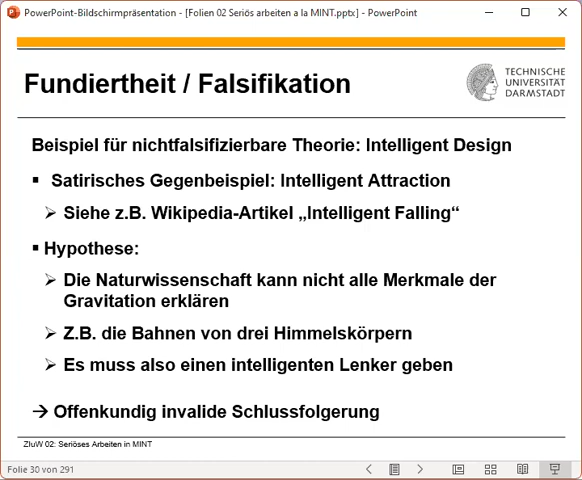 PowerPoint-Bildschirmpräsentation - [Folien 02 Seriös arbeiten a la MINT.pptx] - PowerPoint
Fundiertheit / Falsifikation
TECHNISCHE
UNIVERSITÄT
DARMSTADT
Beispiel für nichtfalsifizierbare Theorie: Intelligent Design
▪ Satirisches Gegenbeispiel: Intelligent Attraction
➢ Siehe z.B. Wikipedia-Artikel „Intelligent Falling“
▪ Hypothese:
➢ Die Naturwissenschaft kann nicht alle Merkmale der
Gravitation erklären
➢ Z.B. die Bahnen von drei Himmelskörpern
➢ Es muss also einen intelligenten Lenker geben
→ Offenkundig invalide Schlussfolgerung
ZIuW 02: Seriöses Arbeiten in MINT
Folie 30 von 291